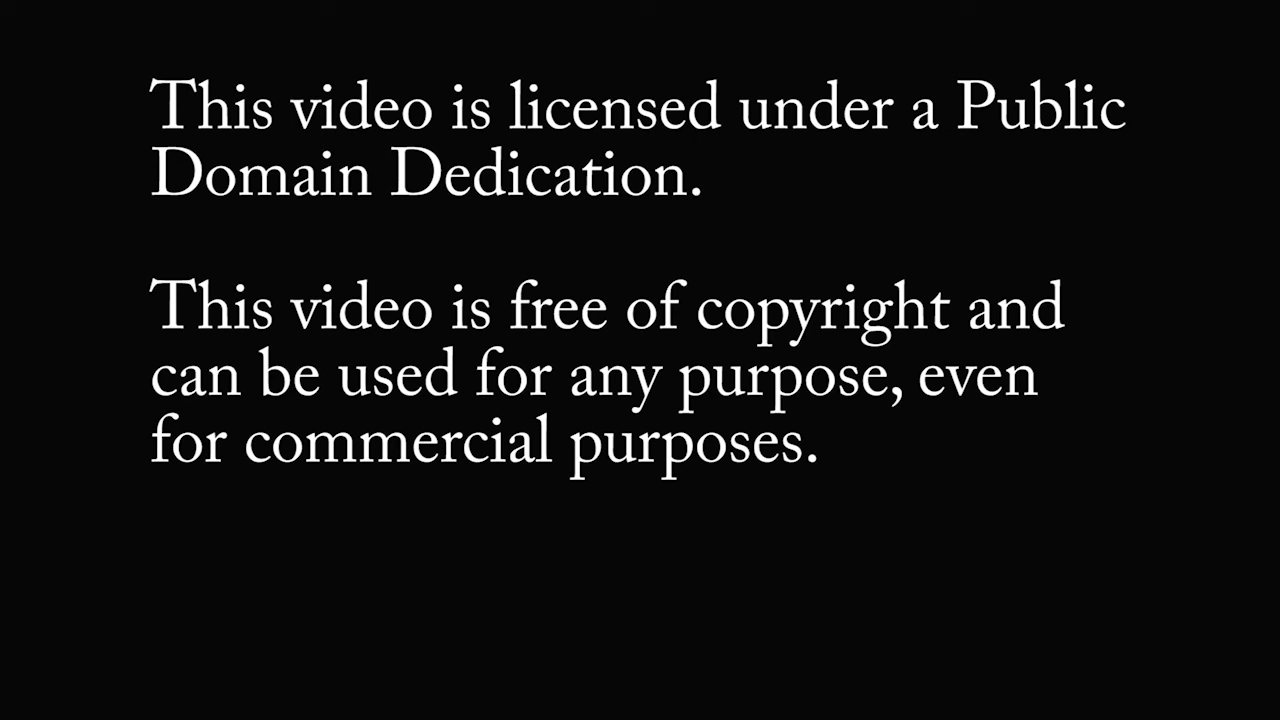 This video is licensed under a Public
Domain Dedication.
This video is free of copyright and
can be used for any purpose, even
for commercial purposes.